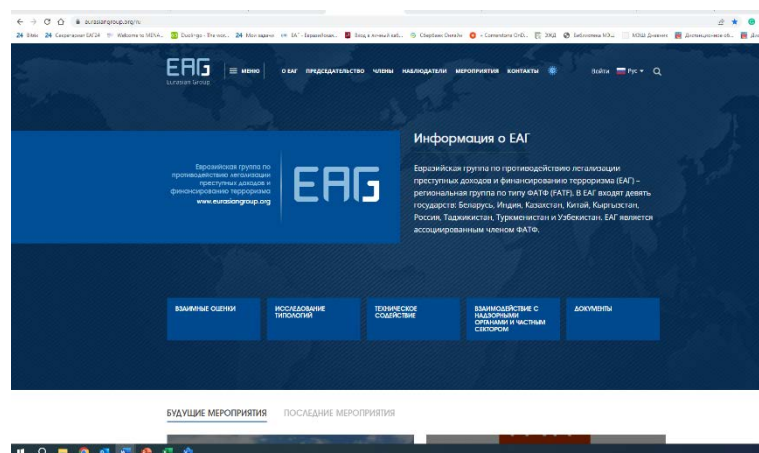 eurasiangroup.org/ru
ЕАГ
Eurasian Group
МЕНЮ
О ЕАГ ПРЕДСЕДАТЕЛЬСТВО ЧЛЕНЫ НАБЛЮДАТЕЛИ МЕРОПРИЯТИЯ КОНТАКТЫ
Войти Рус
Евразийская группа по
противодействию легализации
преступных доходов и
финансированию терроризма
www.eurasiangroup.org
EAG
Информация о ЕАГ
Евразийская группа по противодействию легализации
преступных доходов и финансированию терроризма (ЕАГ) –
региональная группа по типу ФАТФ (FATF). В ЕАГ входят девять
государств: Беларусь, Индия, Казахстан, Китай, Кыргызстан,
Россия, Таджикистан, Туркменистан и Узбекистан. ЕАГ является
ассоциированным членом ФАТФ.
ВЗАИМНЫЕ ОЦЕНКИ
ИССЛЕДОВАНИЕ
ТИПОЛОГИЙ
ТЕХНИЧЕСКОЕ
СОДЕЙСТВИЕ
ВЗАИМОДЕЙСТВИЕ С
НАДЗОРНЫМИ
ОРГАНАМИ И ЧАСТНЫМ
СЕКТОРОМ
ДОКУМЕНТЫ
БУДУЩИЕ МЕРОПРИЯТИЯ ПОСЛЕДНИЕ МЕРОПРИЯТИЯ